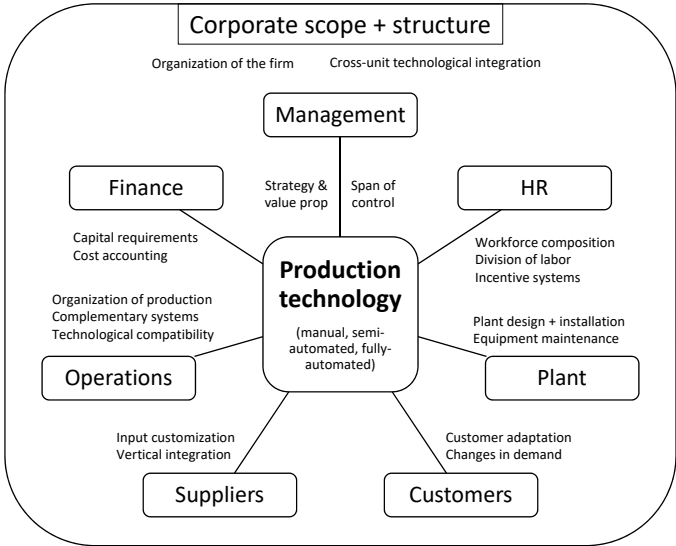 Corporate scope + structure
Organization of the firm
Cross-unit technological integration
Management
Strategy &
value prop
Span of
control
Finance
Capital requirements
Cost accounting
HR
Workforce composition
Division of labor
Incentive systems
Production
technology
(manual, semi-
automated, fully-
automated)
Organization of production
Complementary systems
Technological compatibility
Operations
Plant design + installation
Equipment maintenance
Plant
Input customization
Vertical integration
Suppliers
Customer adaptation
Changes in demand
Customers